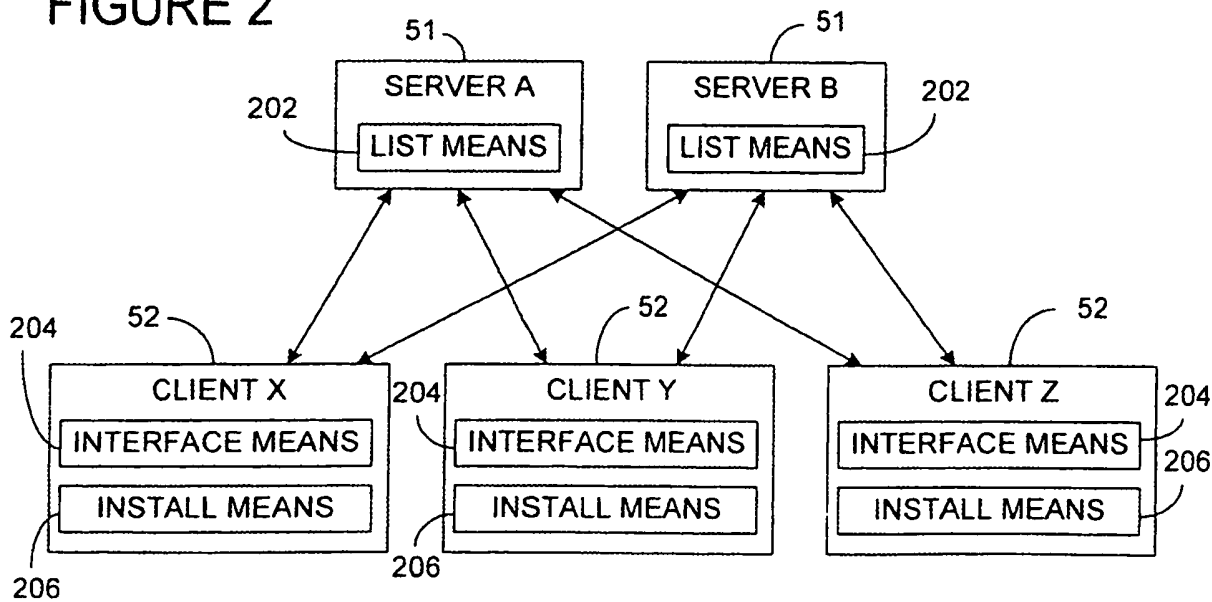 FIGURE 2
51
51
SERVER A
SERVER B
202
202
LIST MEANS
LIST MEANS
52
52
52
204
CLIENT X
204
CLIENT Y
CLIENT Z
204
INTERFACE MEANS
INTERFACE MEANS
INTERFACE MEANS
206
INSTALL MEANS
INSTALL MEANS
INSTALL MEANS
206
206